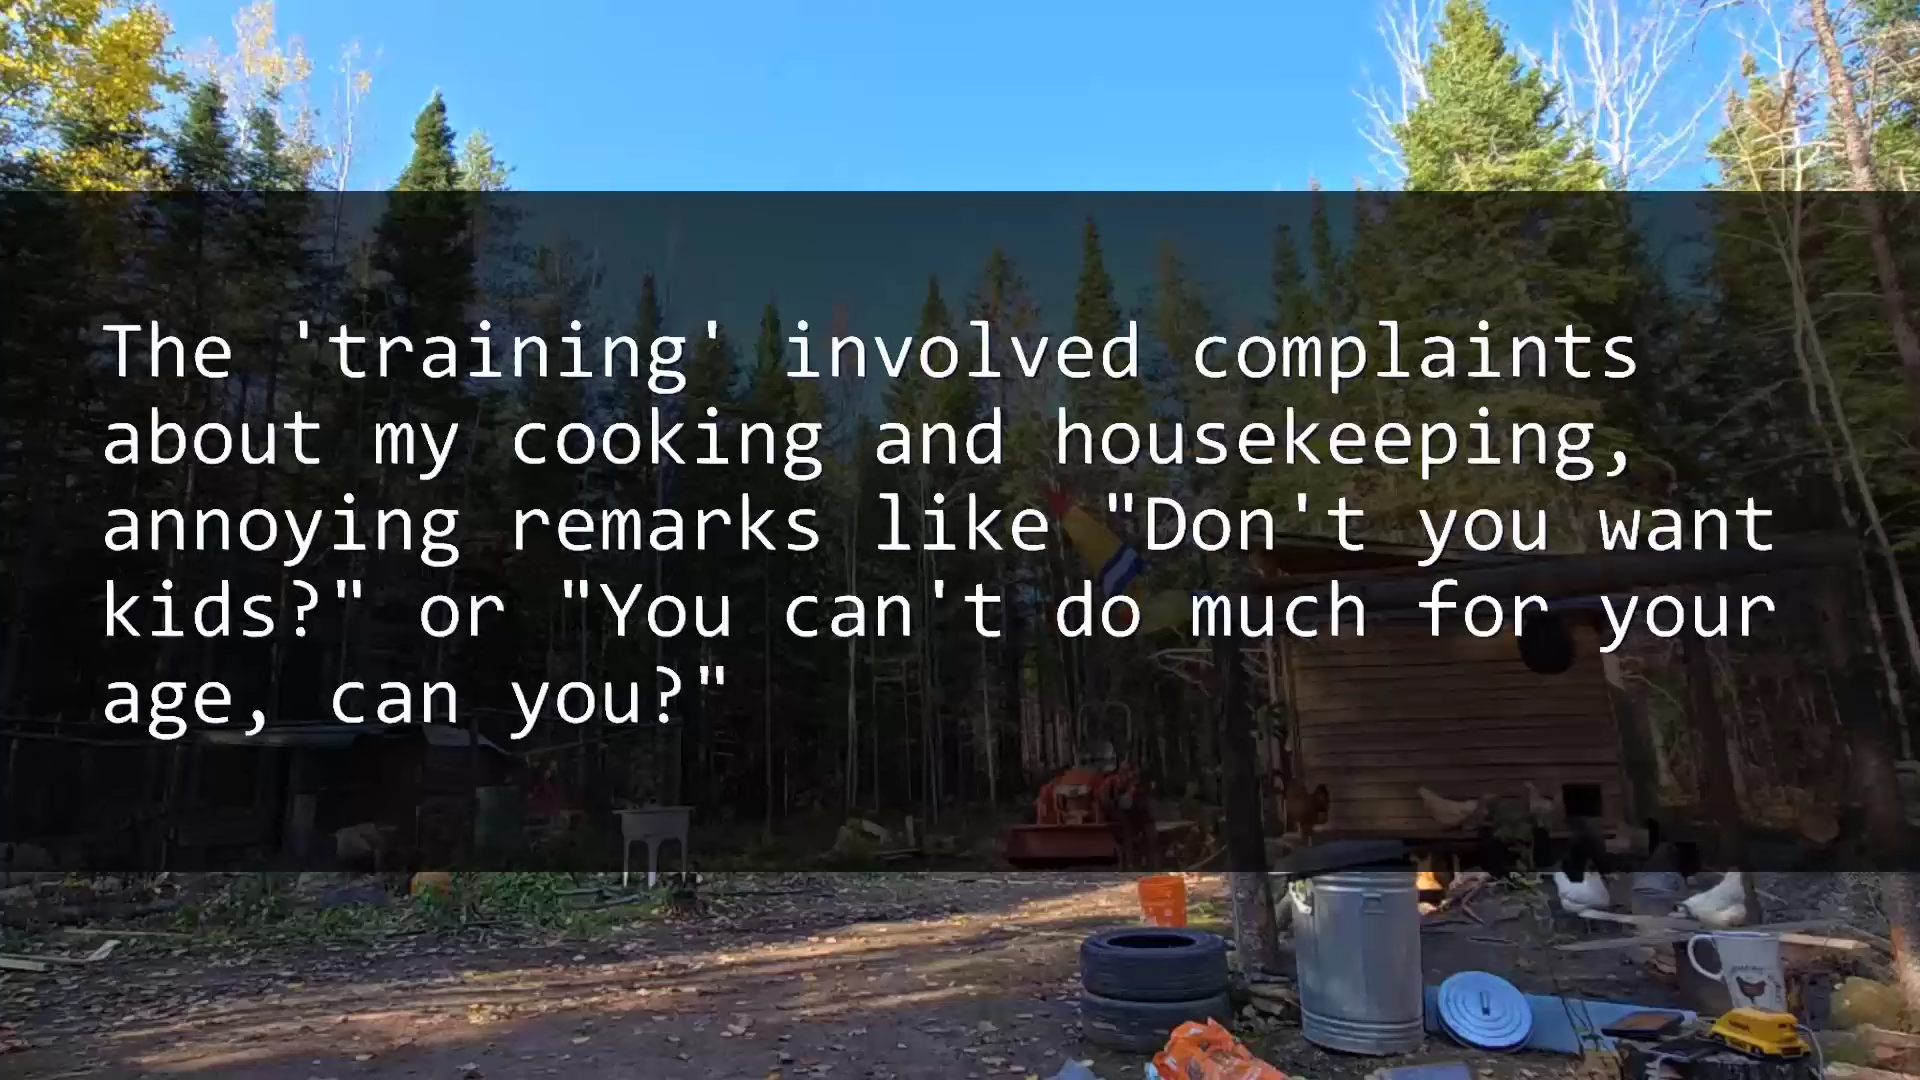 The 'training' involved complaints
about my cooking and housekeeping,
annoying remarks like "Don't you want
kids?" or "You can't do much for your
age, can you?"